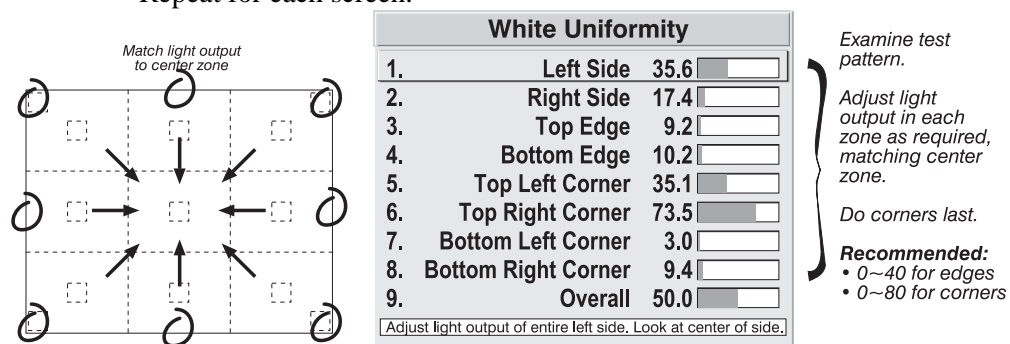 Repeat for each screen.
Match light output
to center zone
White Uniformity
1. Left Side 35.6
2. Right Side 17.4
3. Top Edge 9.2
4. Bottom Edge 10.2
5. Top Left Corner 35.1
6. Top Right Corner 73.5
7. Bottom Left Corner 3.0
8. Bottom Right Corner 9.4
9. Overall 50.0
Adjust light output of entire left side. Look at center of side.
Examine test
pattern.
Adjust light
output in each
zone as required,
matching center
zone.
Do corners last.
Recommended:
• 0~40 for edges
• 0~80 for corners